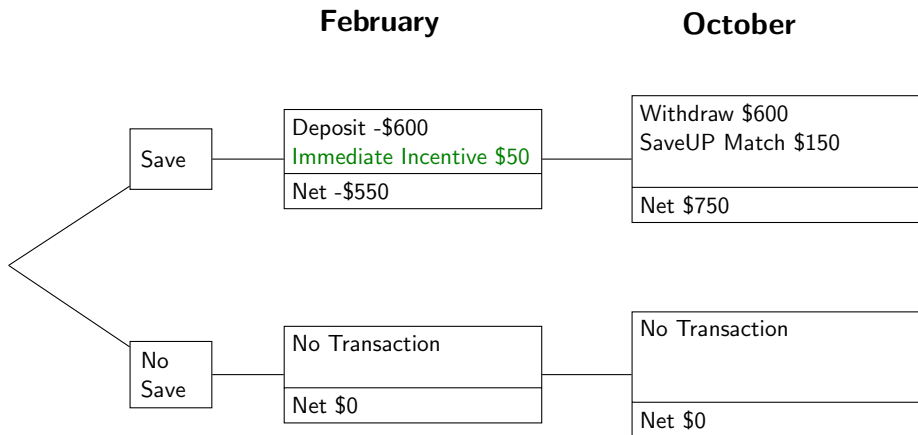 February
October
Save
Deposit -$600
Immediate Incentive $50
Net -$550
Withdraw $600
SaveUP Match $150
Net $750
No
Save
No Transaction
Net $0
No Transaction
Net $0